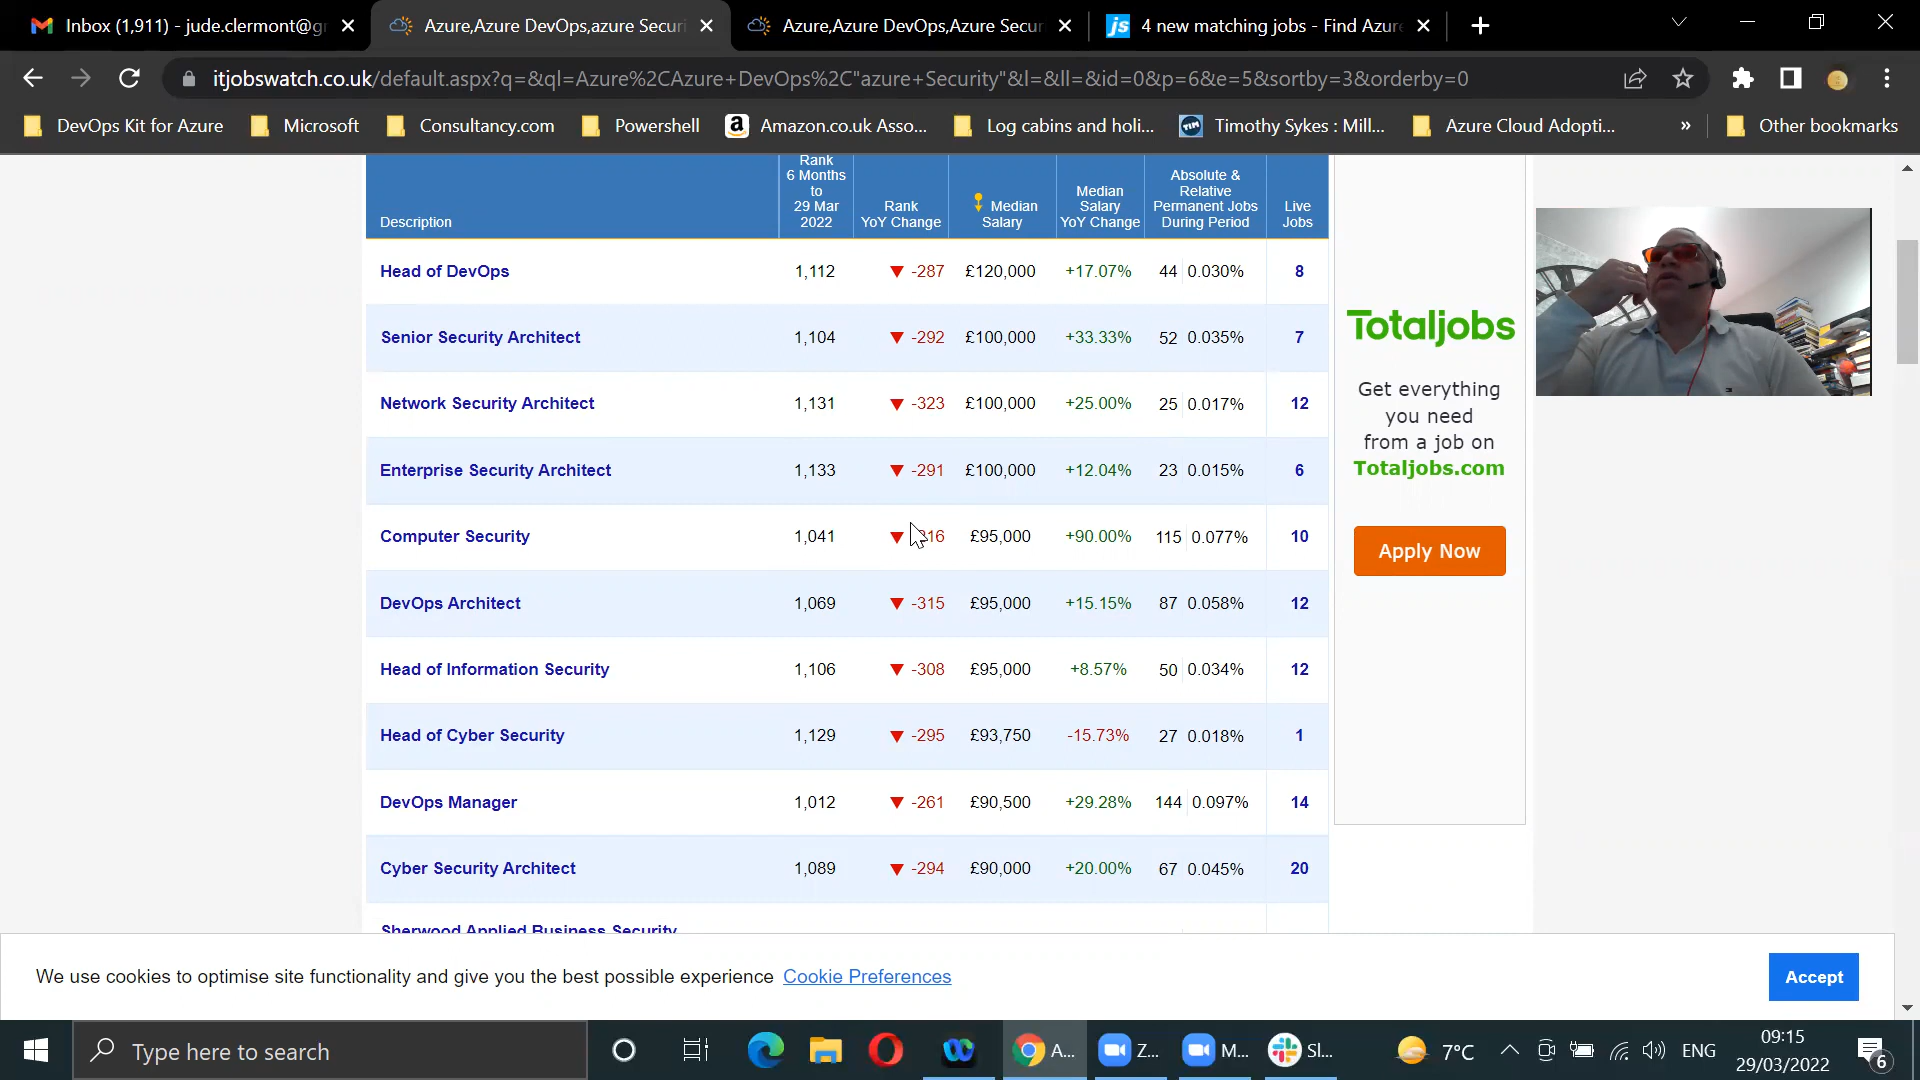 Inbox (1,911) - jude.clermont@g
Azure,Azure DevOps,azure Securi
Azure,Azure DevOps,Azure Secur
js 4 new matching jobs - Find Azure
itjobswatch.co.uk/default.aspx?q=&ql=Azure%2CAzure+DevOps%2C"azure+Security"&l=&ll=&id=0&p=6&e=5&sortby=3&orderby=0
DevOps Kit for Azure Microsoft Consultancy.com Powershell a Amazon.co.uk Asso... Log cabins and holi... TIM Timothy Sykes : Mill... Azure Cloud Adopti... » Other bookmarks
Description
Rank
6 Months
to
29 Mar
2022
Rank
YoY Change
Median
Salary
Median
Salary
YoY Change
Absolute &
Relative
Permanent Jobs
During Period
Live
Jobs
Head of DevOps 1,112 -287 £120,000 +17.07% 44 0.030% 8
Senior Security Architect 1,104 -292 £100,000 +33.33% 52 0.035% 7
Network Security Architect 1,131 -323 £100,000 +25.00% 25 0.017% 12
Enterprise Security Architect 1,133 -291 £100,000 +12.04% 23 0.015% 6
Computer Security 1,041 16 £95,000 +90.00% 115 0.077% 10
DevOps Architect 1,069 -315 £95,000 +15.15% 87 0.058% 12
Head of Information Security 1,106 -308 £95,000 +8.57% 50 0.034% 12
Head of Cyber Security 1,129 -295 £93,750 -15.73% 27 0.018% 1
DevOps Manager 1,012 -261 £90,500 +29.28% 144 0.097% 14
Cyber Security Architect 1,089 -294 £90,000 +20.00% 67 0.045% 20
Sherwood Applied Business Security
Totaljobs
Get everything
you need
from a job on
Totaljobs.com
Apply Now
We use cookies to optimise site functionality and give you the best possible experience Cookie Preferences
Accept
Type here to search
A...
Z...
M...
Sl...
7°C
ENG
09:15
29/03/2022
6